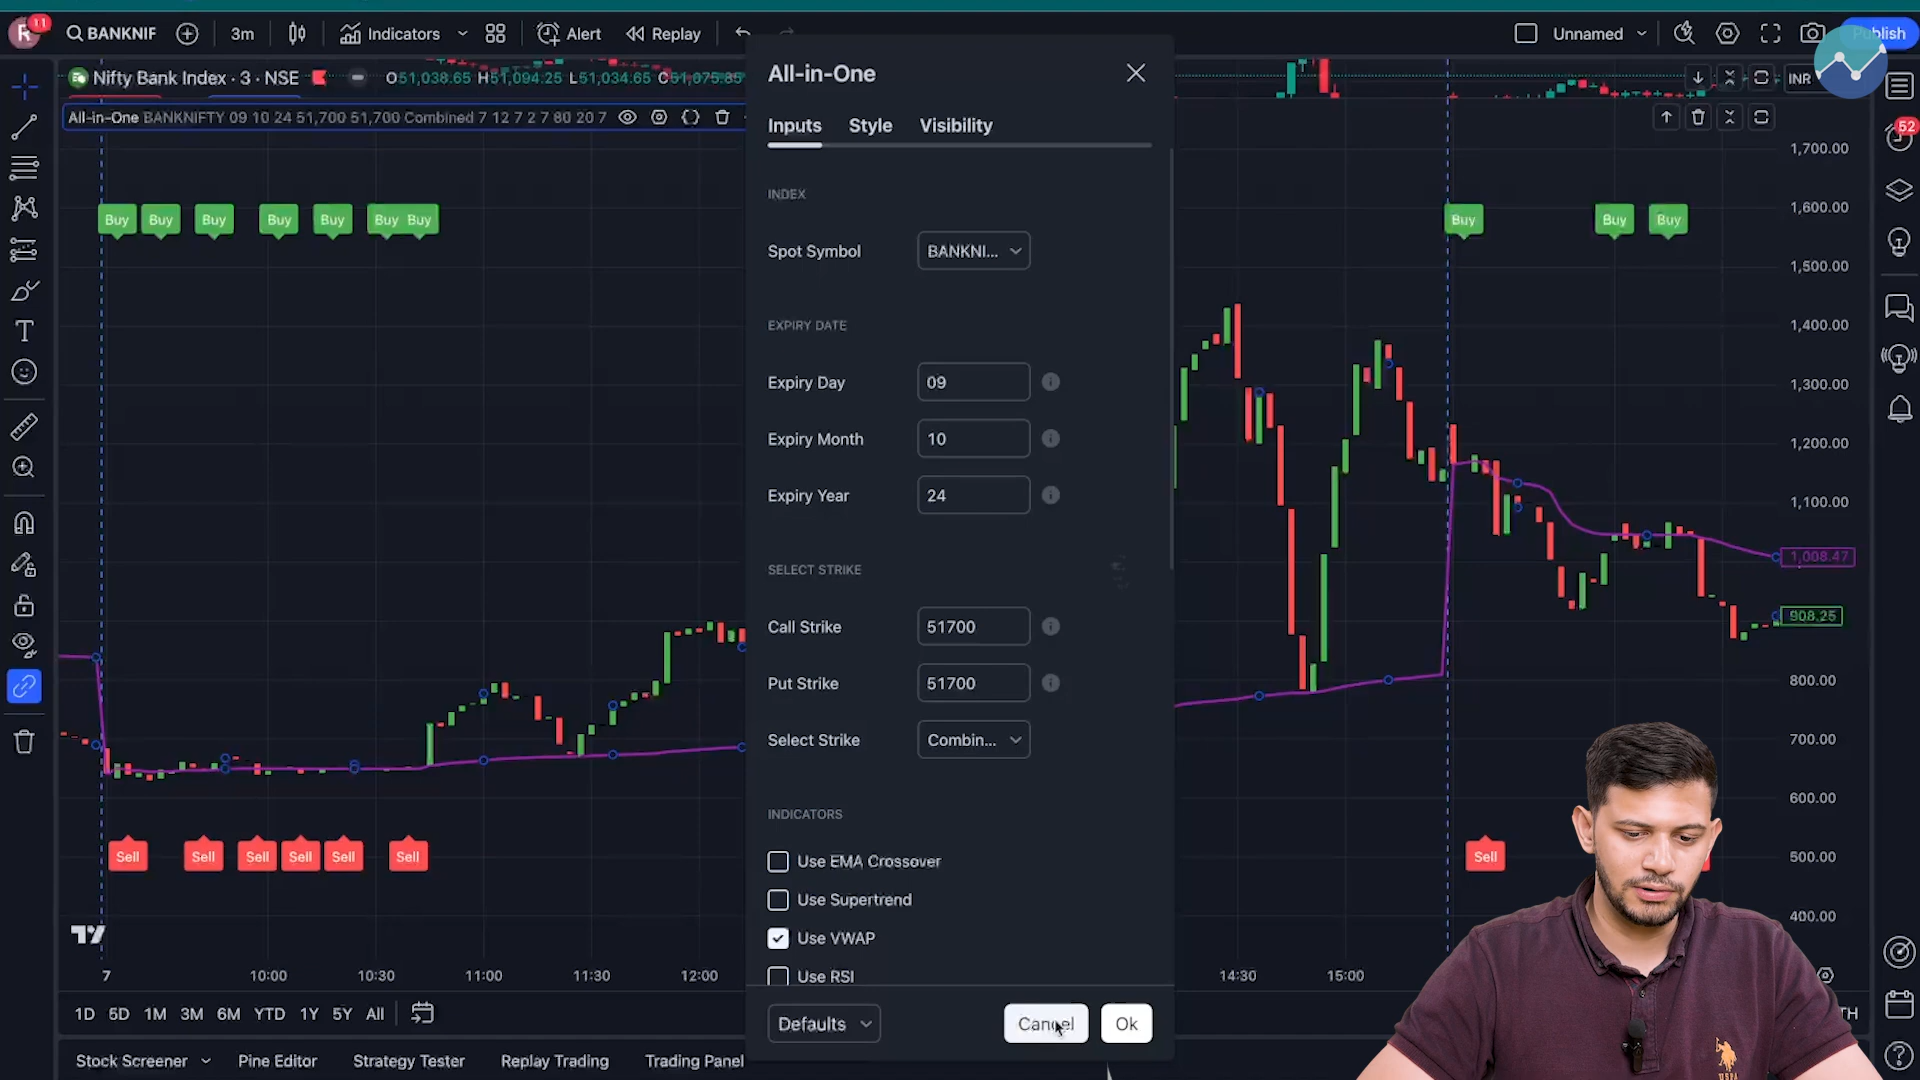 R 11 BANKNIF 3m Indicators Alert Replay Unnamed Publish
Nifty Bank Index · 3 · NSE O51,038.65 H51,094.25 L51,034.65 C51,075.85 INR
All-in-One BANKNIFTY 09 10 24 51,700 51,700 Combined 7 12 7 2 7 80 20 7
52
All-in-One
Inputs Style Visibility
INDEX
Spot Symbol BANKNI...
EXPIRY DATE
Expiry Day 09
Expiry Month 10
Expiry Year 24
SELECT STRIKE
Call Strike 51700
Put Strike 51700
Select Strike Combin...
INDICATORS
Use EMA Crossover
Use Supertrend
Use VWAP
Use RSI
Defaults Cancel Ok
Buy Buy Buy Buy Buy Buy Buy Buy Buy Buy
Sell Sell Sell Sell Sell Sell Sell
1,700.00
1,600.00
1,500.00
1,400.00
1,300.00
1,200.00
1,100.00
1,008.47
908.25
800.00
700.00
600.00
500.00
400.00
7 10:00 10:30 11:00 11:30 12:00 14:30 15:00
1D 5D 1M 3M 6M YTD 1Y 5Y All TH
Stock Screener Pine Editor Strategy Tester Replay Trading Trading Panel